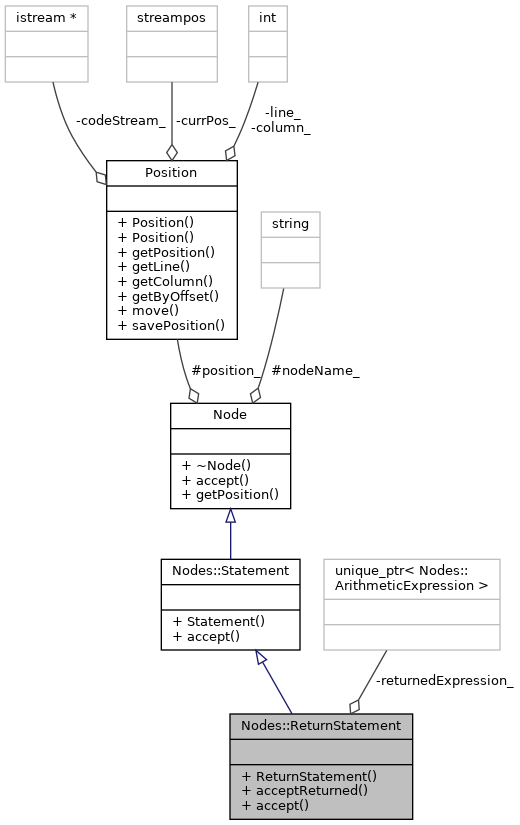 istream *
streampos
int
-codeStream_
-currPos_
-line_
-column_
Position
+ Position()
+ Position()
+ getPosition()
+ getLine()
+ getColumn()
+ getByOffset()
+ move()
+ savePosition()
string
#position_
#nodeName_
Node
+ ~Node()
+ accept()
+ getPosition()
Nodes::Statement
+ Statement()
+ accept()
unique_ptr< Nodes::
ArithmeticExpression >
-returnedExpression_
Nodes::ReturnStatement
+ ReturnStatement()
+ acceptReturned()
+ accept()